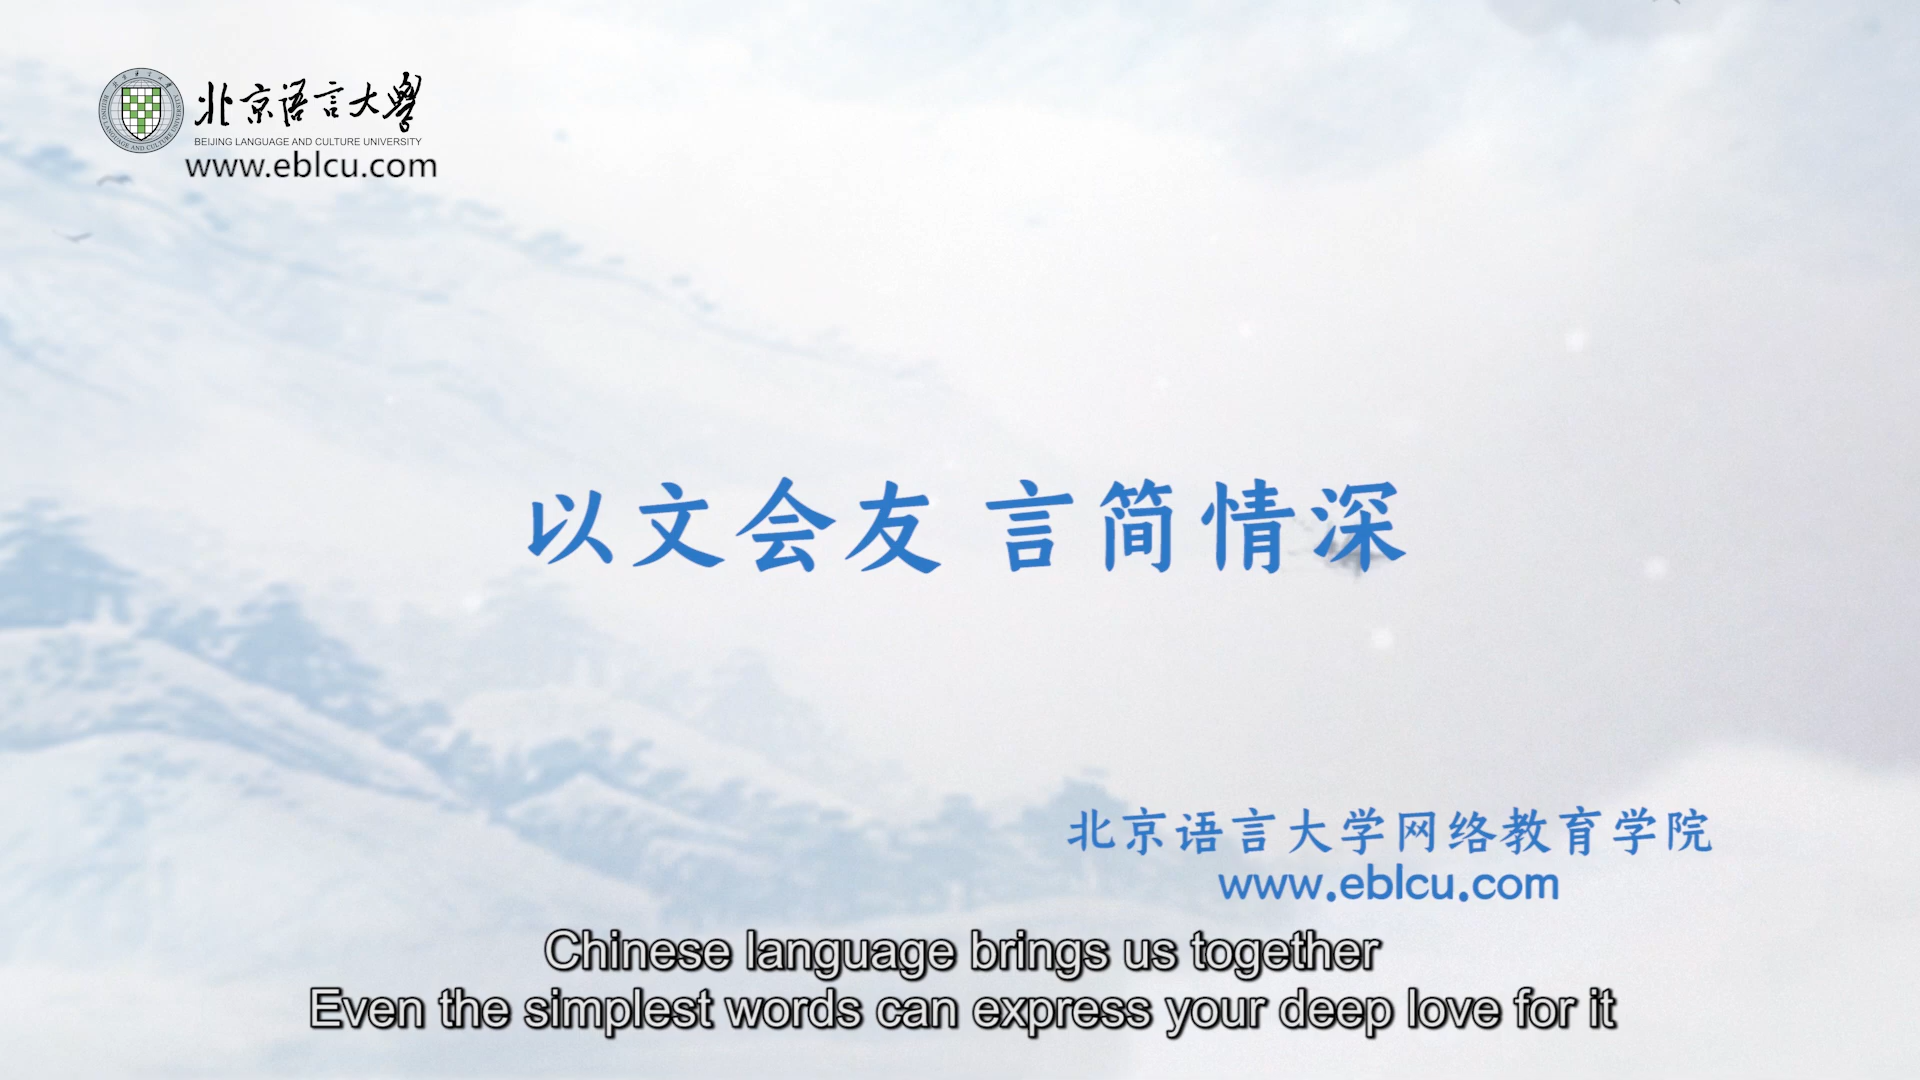 北京语言大學
BEIJING LANGUAGE AND CULTURE UNIVERSITY
www.eblcu.com
以文会友 言简情深
北京语言大学网络教育学院
www.eblcu.com
Chinese language brings us together
Even the simplest words can express your deep love for it